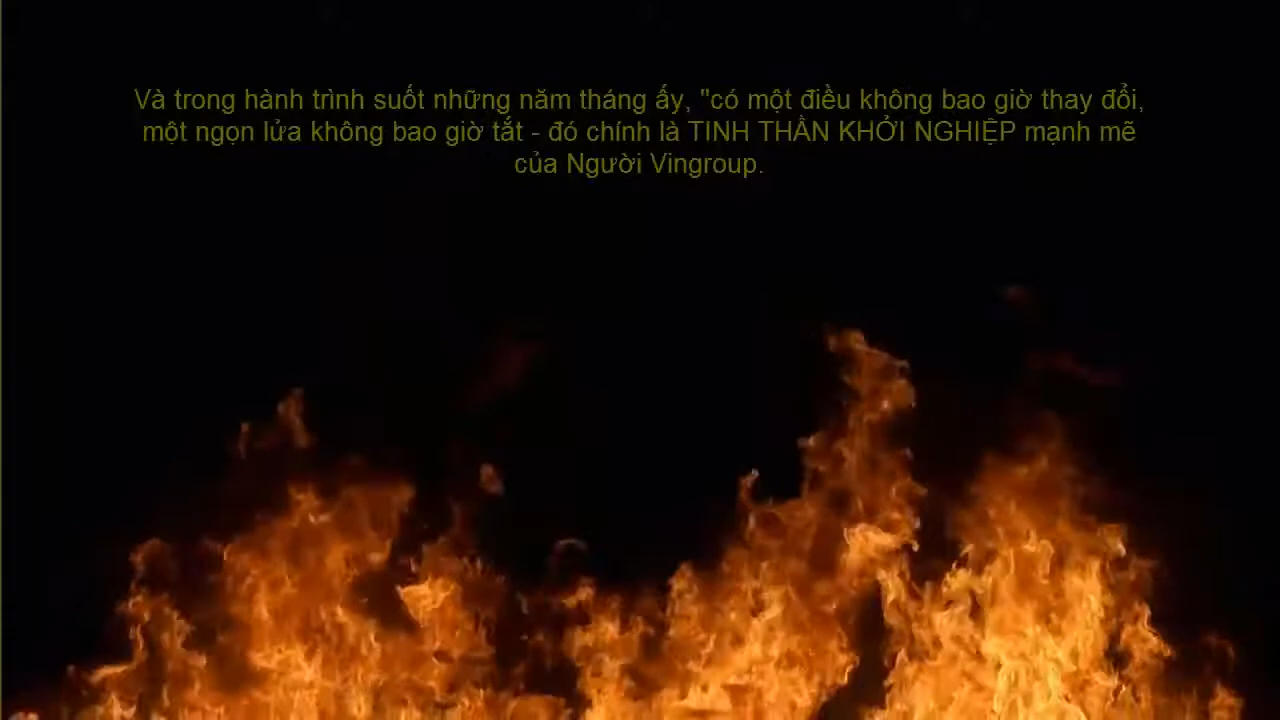 Và trong hành trình suốt những năm tháng ấy, "có một điều không bao giờ thay đổi,
một ngọn lửa không bao giờ tắt - đó chính là TINH THẦN KHỞI NGHIỆP mạnh mẽ
của Người Vingroup.